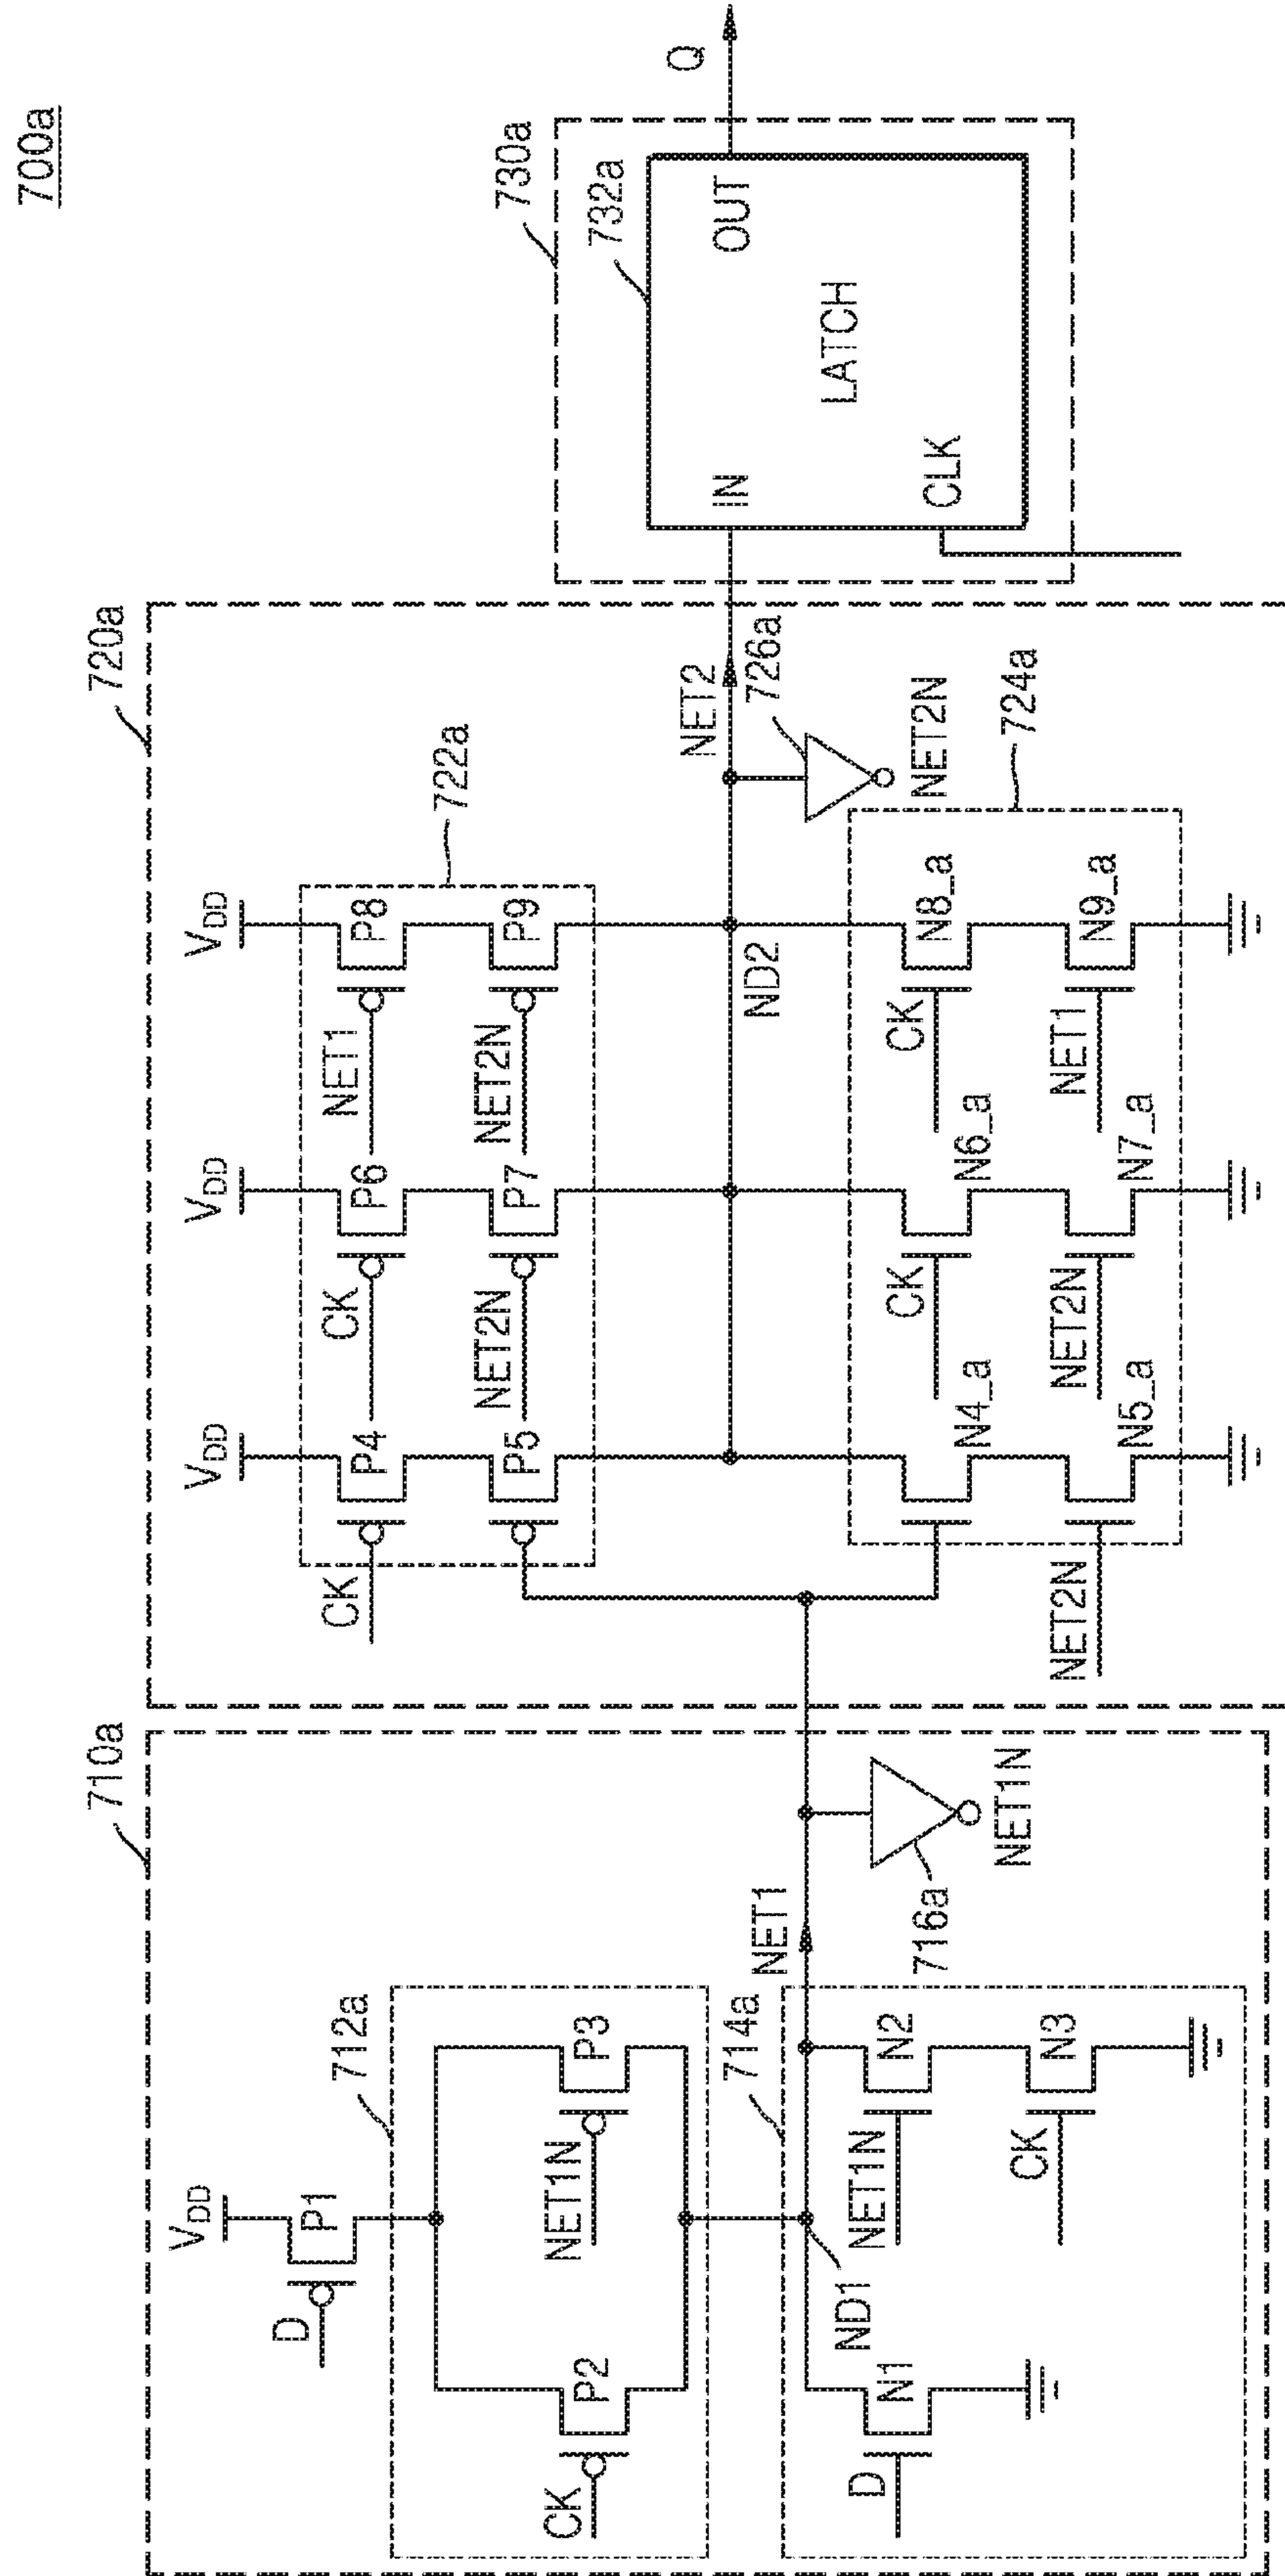 700a
710a
720a
730a
732a
VDD
D
P1
712a
CK
P2
NET1N
P3
714a
ND1
NET1
D
N1
NET1N
N2
CK
N3
716a
NET1N
722a
VDD
VDD
VDD
CK
P4
CK
P6
NET1
P8
P5
NET2N
P7
NET2N
P9
ND2
NET2
726a
NET2N
724a
N4_a
CK
N6_a
CK
N8_a
NET2N
N5_a
NET2N
N7_a
NET1
N9_a
IN
OUT
LATCH
CLK
Q